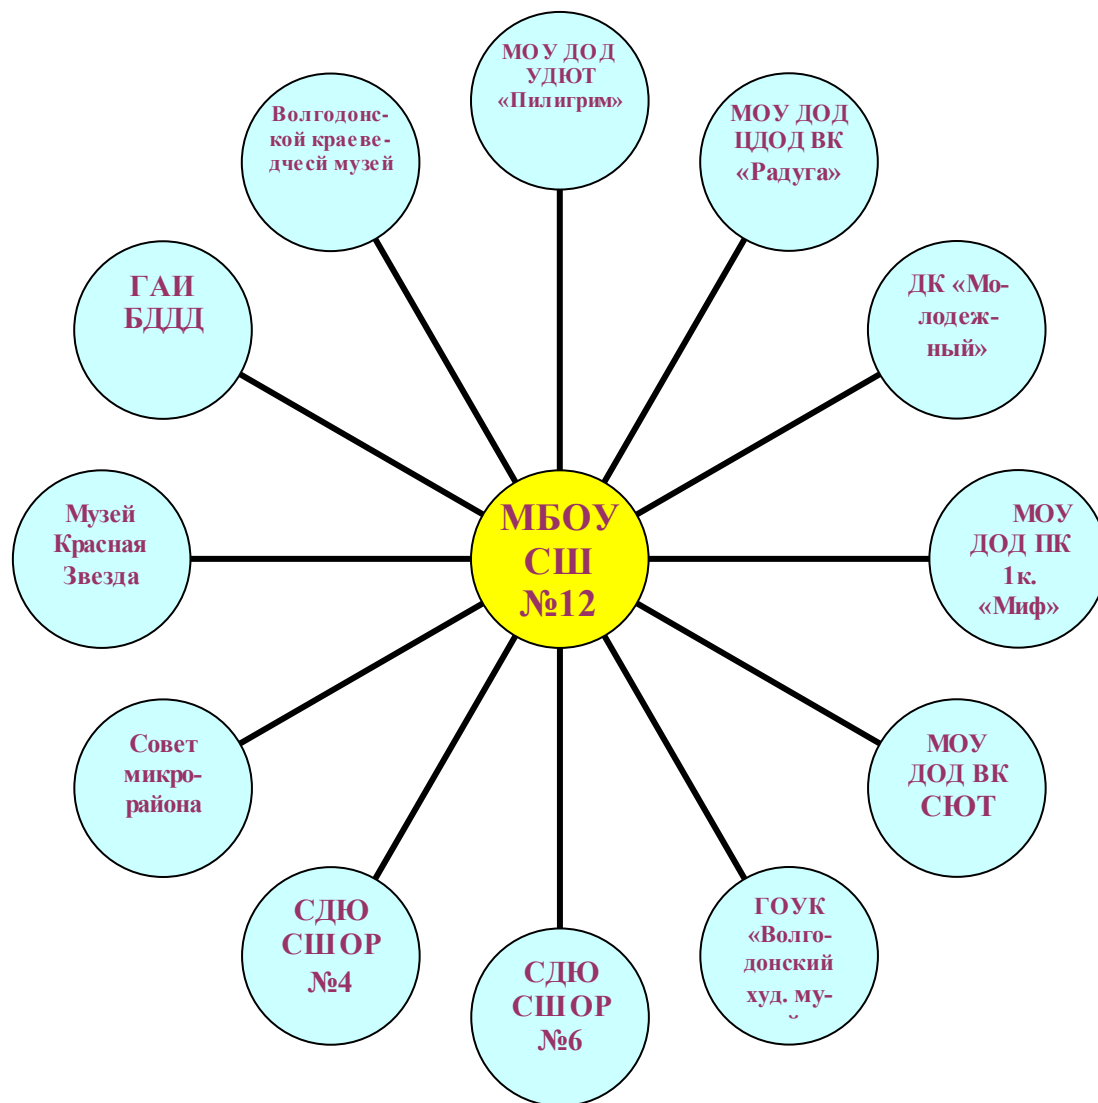 МОУ ДОД
УДЮТ
«Пилигрим»
МОУ ДОД
ЦДОД ВК
«Радуга»
ДК «Мо-
лодеж-
ный»
МОУ
ДОД ПК
1к.
«Миф»
МОУ
ДОД ВК
СЮТ
ГОУК
«Волго-
донский
худ. му-
СДЮ
СШОР
№6
СДЮ
СШОР
№4
Совет
микро-
района
Музей
Красная
Звезда
ГАИ
БДДД
Волгодонс-
кой краеве-
дчесй музей
МБОУ
СШ
№12